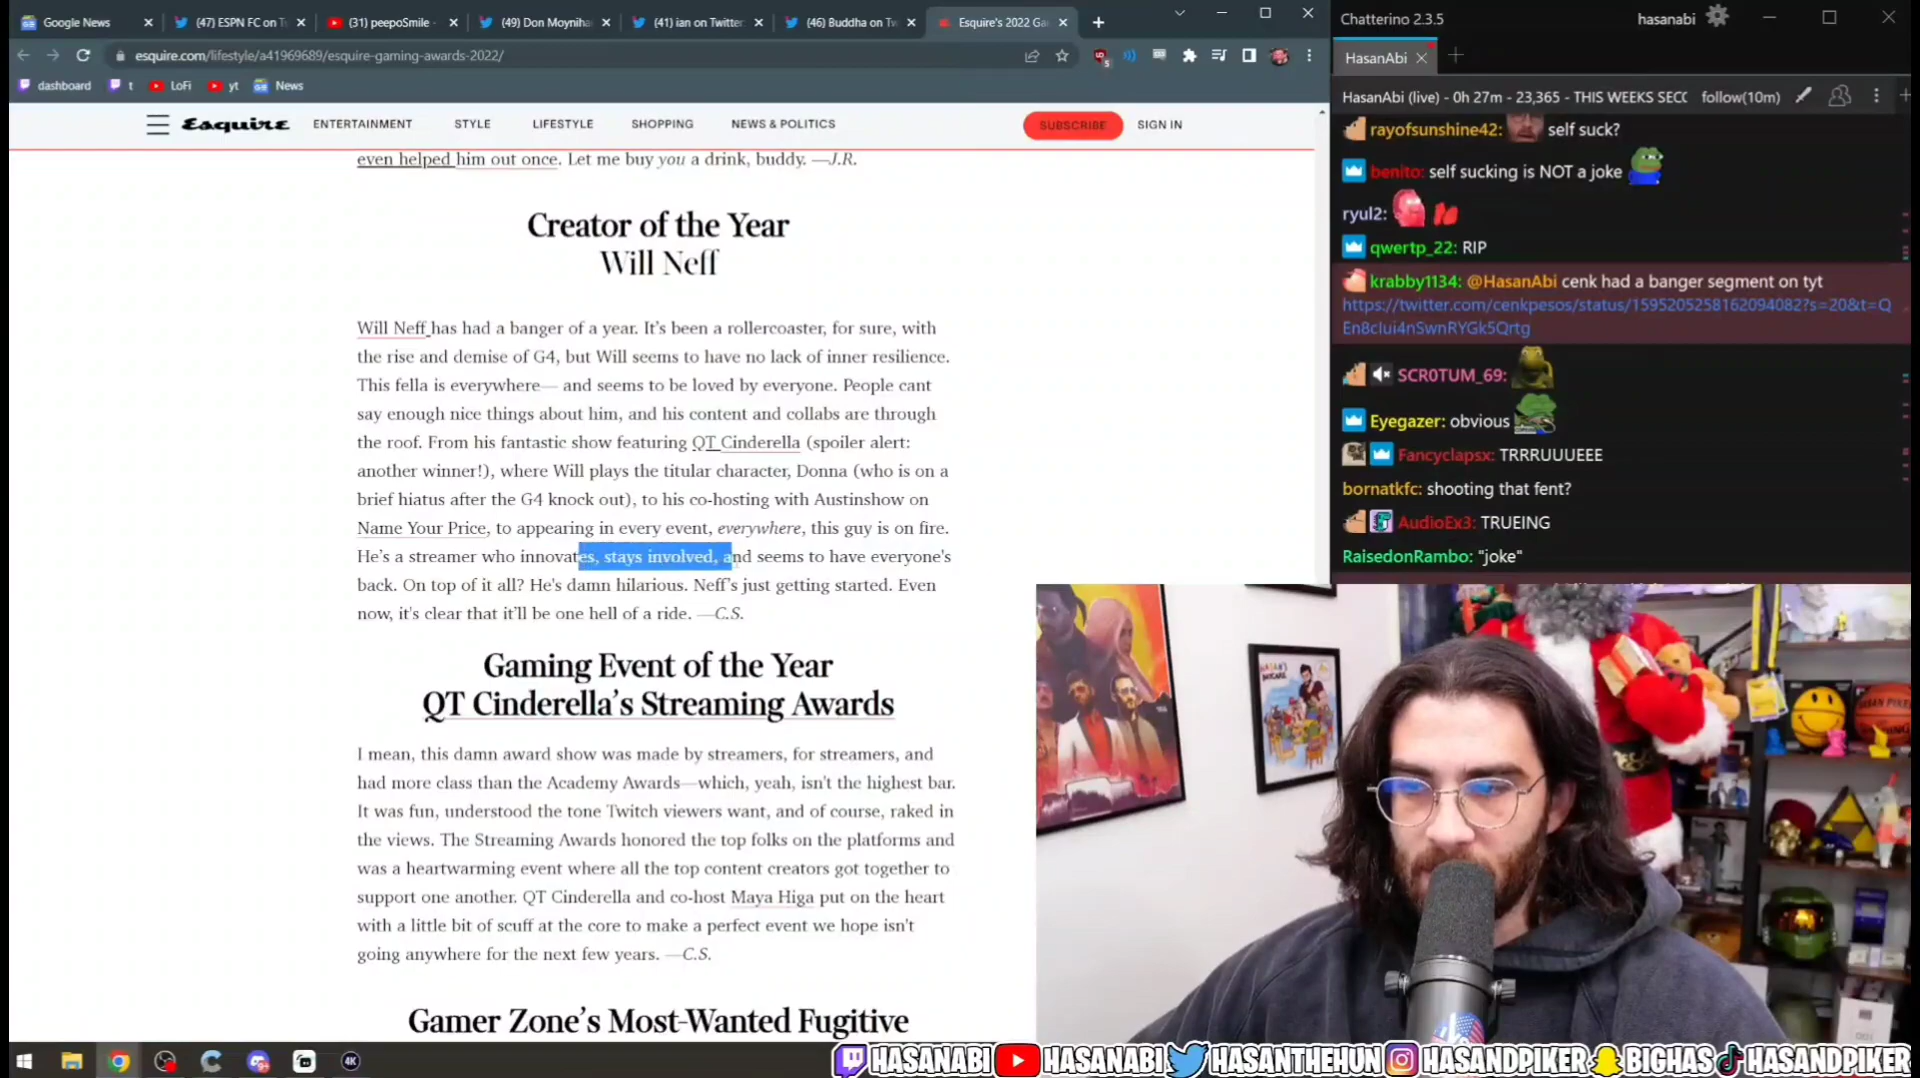 Google News
(47) ESPN FC on T
(31) peepoSmile -
(49) Don Moyniha
(41) ian on Twitter:
(46) Buddha on Tw
Esquire's 2022 Ga
esquire.com/lifestyle/a41969689/esquire-gaming-awards-2022/
dashboard
t
LoFi
yt
News
Esquire
ENTERTAINMENT
STYLE
LIFESTYLE
SHOPPING
NEWS & POLITICS
SUBSCRIBE
SIGN IN
even helped him out once. Let me buy you a drink, buddy. —J.R.
Creator of the Year
Will Neff
Will Neff has had a banger of a year. It’s been a rollercoaster, for sure, with
the rise and demise of G4, but Will seems to have no lack of inner resilience.
This fella is everywhere— and seems to be loved by everyone. People cant
say enough nice things about him, and his content and collabs are through
the roof. From his fantastic show featuring QT Cinderella (spoiler alert:
another winner!), where Will plays the titular character, Donna (who is on a
brief hiatus after the G4 knock out), to his co-hosting with Austinshow on
Name Your Price, to appearing in every event, everywhere, this guy is on fire.
He’s a streamer who innovates, stays involved, and seems to have everyone's
back. On top of it all? He's damn hilarious. Neff’s just getting started. Even
now, it's clear that it’ll be one hell of a ride. —C.S.
Gaming Event of the Year
QT Cinderella’s Streaming Awards
I mean, this damn award show was made by streamers, for streamers, and
had more class than the Academy Awards—which, yeah, isn't the highest bar.
It was fun, understood the tone Twitch viewers want, and of course, raked in
the views. The Streaming Awards honored the top folks on the platforms and
was a heartwarming event where all the top content creators got together to
support one another. QT Cinderella and co-host Maya Higa put on the heart
with a little bit of scuff at the core to make a perfect event we hope isn't
going anywhere for the next few years. —C.S.
Gamer Zone’s Most-Wanted Fugitive
Chatterino 2.3.5
hasanabi
HasanAbi
HasanAbi (live) - 0h 27m - 23,365 - THIS WEEKS SECC
follow(10m)
rayofsunshine42: self suck?
benito: self sucking is NOT a joke
ryul2:
qwertp_22: RIP
krabby1134: @HasanAbi cenk had a banger segment on tyt
https://twitter.com/cenkpesos/status/1595205258162094082?s=20&t=Q
En8cIui4nSwnRYGk5Qrtg
SCR0TUM_69:
Eyegazer: obvious
Fancyclapsx: TRRRUUUEEE
bornatkfc: shooting that fent?
AudioEx3: TRUEING
RaisedonRambo: "joke"
4K
HASANABI
HASANABI
HASANTHEHUN
HASANDPIKER
BIGHAS
HASANDPIKER